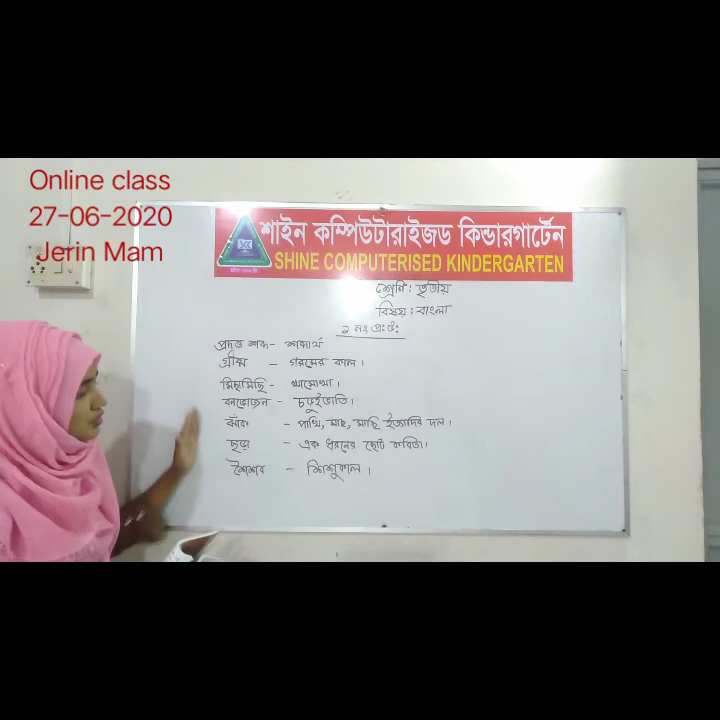 Online class
27-06-2020
Jerin Mam
শাইন কম্পিউটারাইজড কিন্ডারগার্টেন
SHINE COMPUTERISED KINDERGARTEN
শ্রেণি: তৃতীয়
বিষয়: বাংলা
১ নং প্র: উ:
প্রদত্ত শব্দ - শব্দার্থ
গ্রীষ্ম - গরমের কাল।
মিছামিছি - খামোখা।
বনভোজন - চড়ুইভাতি।
ঝাঁক - পাখি, মাছ, মাছি ইত্যাদির দল।
ছড়া - এক ধরনের ছোট কবিতা।
শৈশব - শিশুকাল।